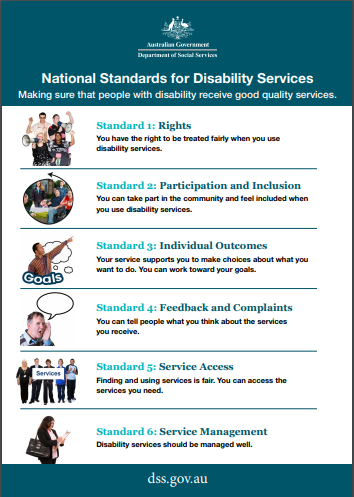 Australian Government
Department of Social Services
National Standards for Disability Services
Making sure that people with disability receive good quality services.
Standard 1: Rights
You have the right to be treated fairly when you use
disability services.
Standard 2: Participation and Inclusion
You can take part in the community and feel included when
you use disability services.
Standard 3: Individual Outcomes
Your service supports you to make choices about what you
want to do. You can work toward your goals.
Goals
Standard 4: Feedback and Complaints
You can tell people what you think about the services
you receive.
Standard 5: Service Access
Finding and using services is fair. You can access the
services you need.
Services
Standard 6: Service Management
Disability services should be managed well.
dss.gov.au